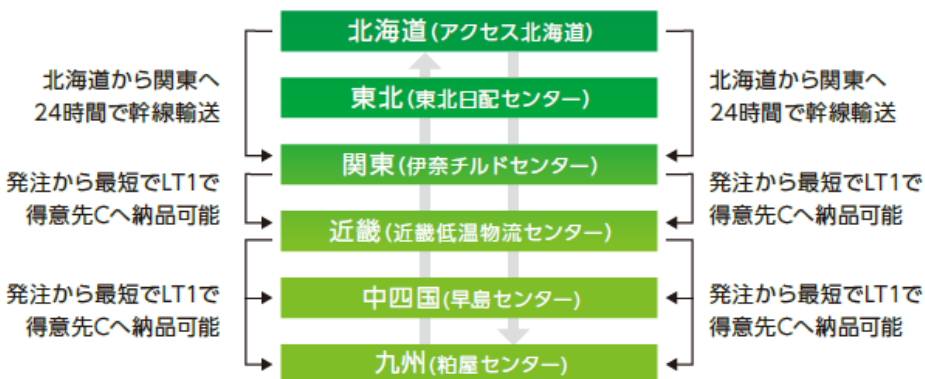 北海道(アクセス北海道)
北海道から関東へ
24時間で幹線輸送
北海道から関東へ
24時間で幹線輸送
東北(東北日配センター)
関東(伊奈チルドセンター)
発注から最短でLT1で
得意先Cへ納品可能
発注から最短でLT1で
得意先Cへ納品可能
近畿(近畿低温物流センター)
発注から最短でLT1で
得意先Cへ納品可能
発注から最短でLT1で
得意先Cへ納品可能
中四国(早島センター)
九州(粕屋センター)